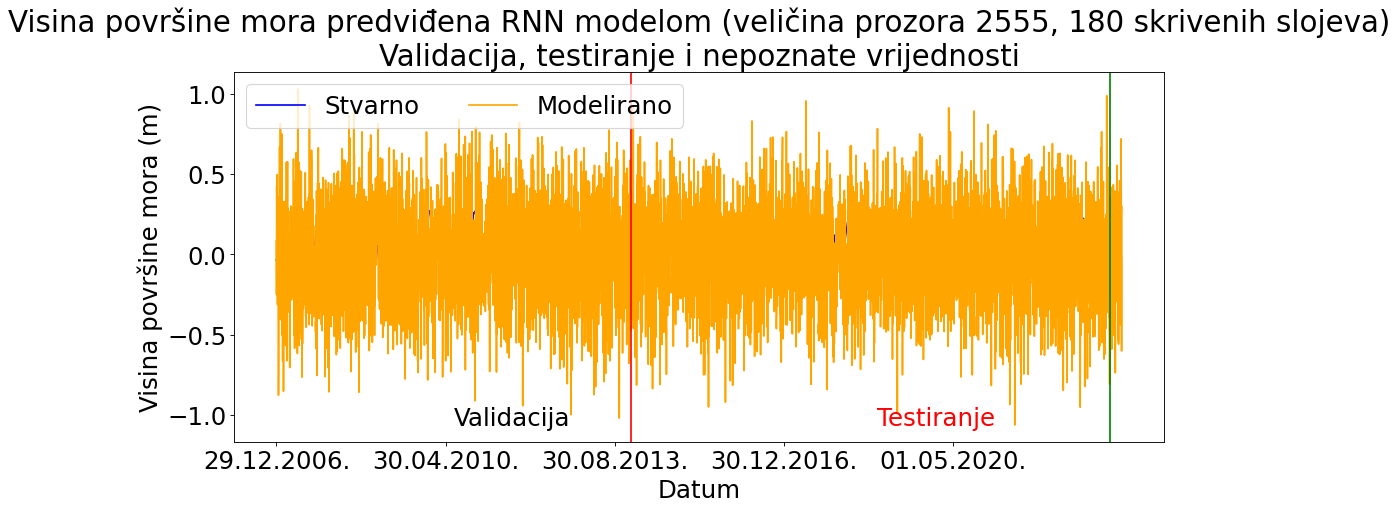 Visina površine mora predviđena RNN modelom (veličina prozora 2555, 180 skrivenih slojeva)
Validacija, testiranje i nepoznate vrijednosti
Stvarno
Modelirano
1.0
0.5
0.0
−0.5
−1.0
Visina površine mora (m)
Validacija
Testiranje
29.12.2006.
30.04.2010.
30.08.2013.
30.12.2016.
01.05.2020.
Datum